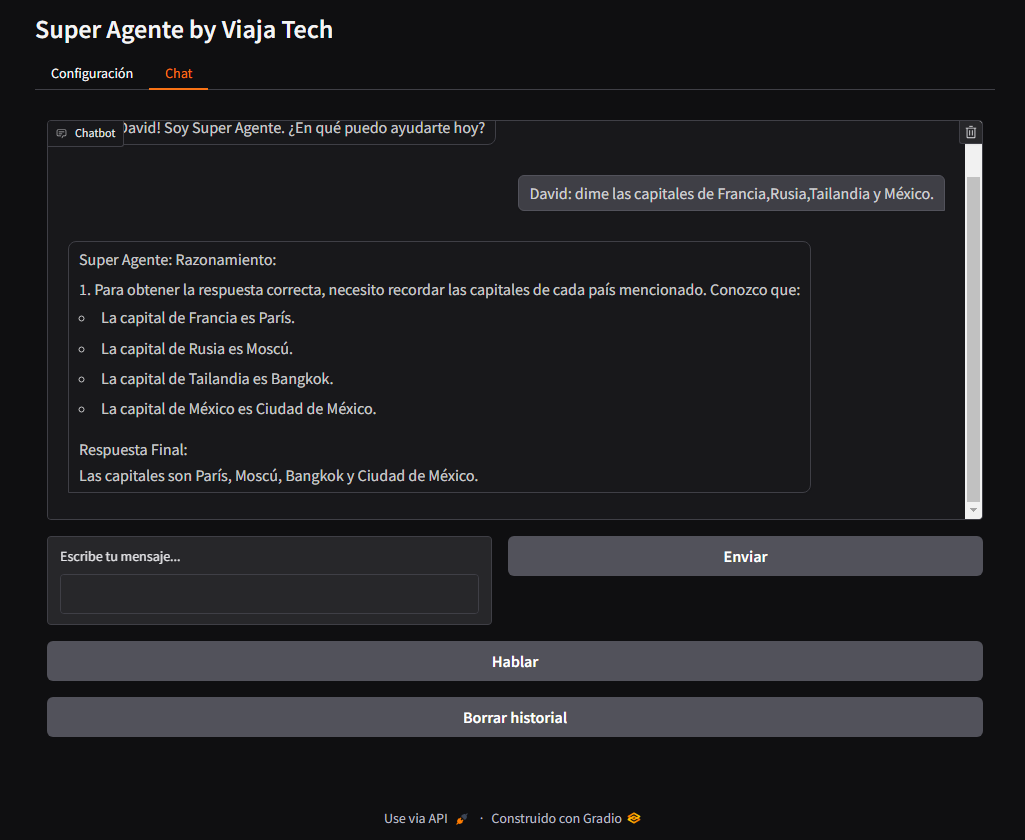 Super Agente by Viaja Tech
Configuración
Chat
Chatbot
David! Soy Super Agente. ¿En qué puedo ayudarte hoy?
David: dime las capitales de Francia,Rusia,Tailandia y México.
Super Agente: Razonamiento:
1. Para obtener la respuesta correcta, necesito recordar las capitales de cada país mencionado. Conozco que:
La capital de Francia es París.
La capital de Rusia es Moscú.
La capital de Tailandia es Bangkok.
La capital de México es Ciudad de México.
Respuesta Final:
Las capitales son París, Moscú, Bangkok y Ciudad de México.
Escribe tu mensaje...
Enviar
Hablar
Borrar historial
Use via API · Construido con Gradio